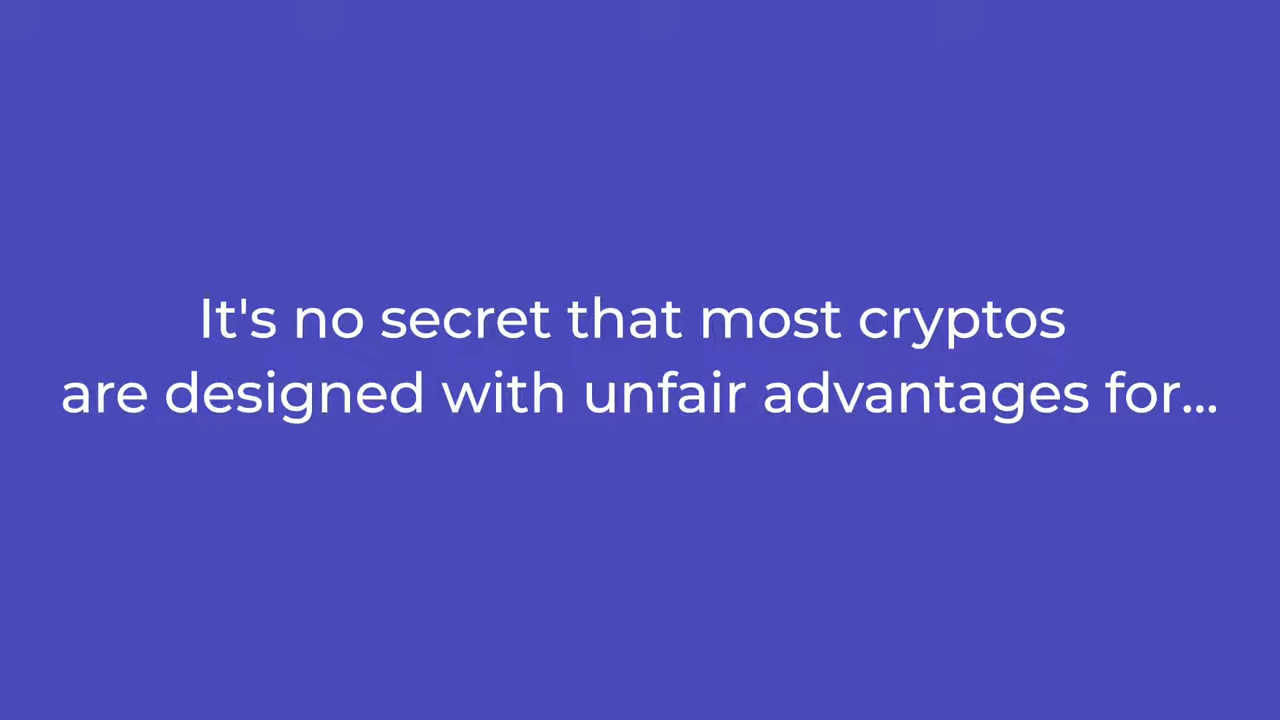 It's no secret that most cryptos
are designed with unfair advantages for...